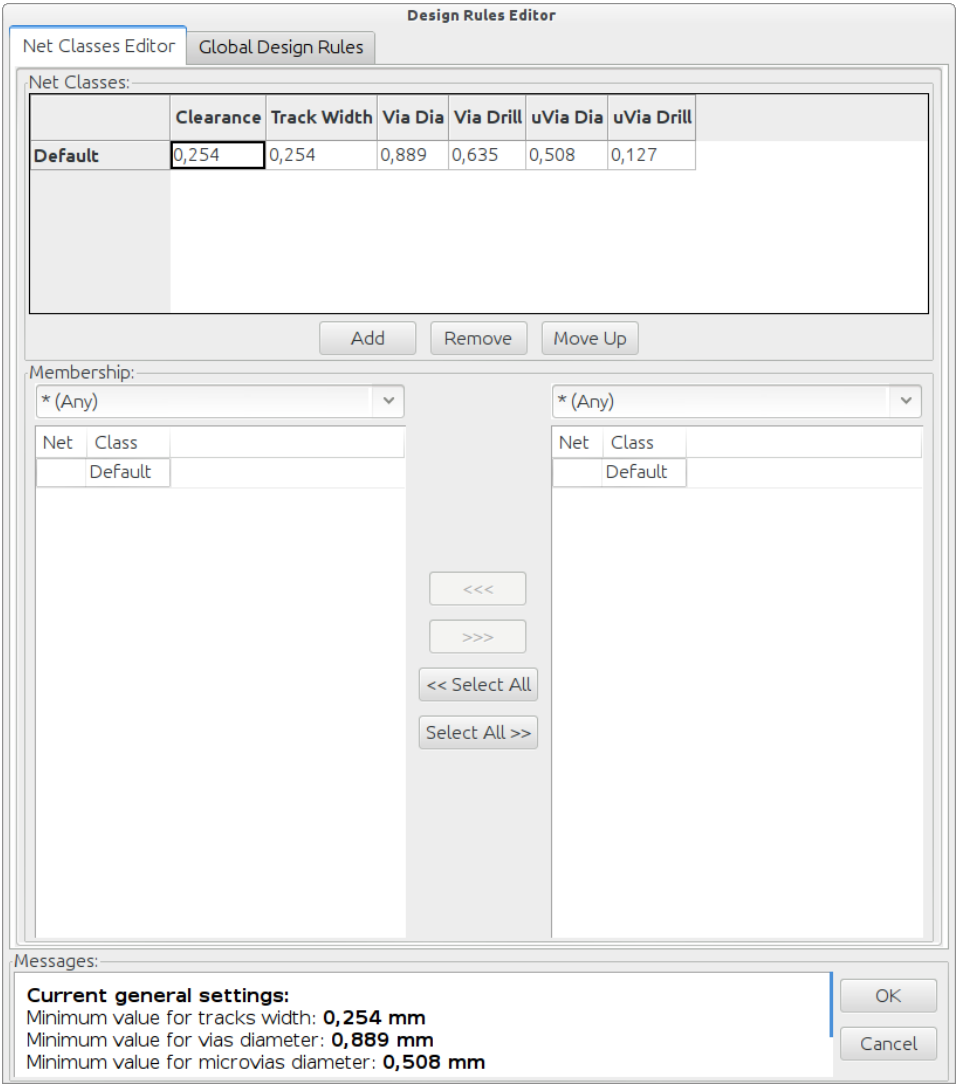 Design Rules Editor
Net Classes Editor Global Design Rules
Net Classes:
Clearance Track Width Via Dia Via Drill uVia Dia uVia Drill
Default 0,254 0,254 0,889 0,635 0,508 0,127
Add Remove Move Up
Membership:
* (Any) * (Any)
Net Class Net Class
Default Default
<<<
>>>
<< Select All
Select All >>
Messages:
Current general settings:
Minimum value for tracks width: 0,254 mm
Minimum value for vias diameter: 0,889 mm
Minimum value for microvias diameter: 0,508 mm
OK
Cancel